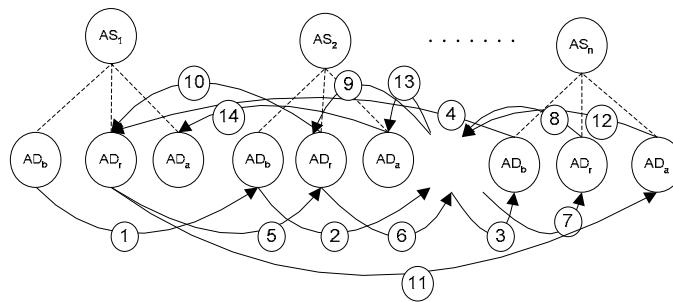 AS1
AS2
. . . . . . .
ASn
10
9
13
4
14
8
12
ADb
ADr
ADa
ADb
ADr
ADa
ADb
ADr
ADa
1
5
2
6
3
7
11